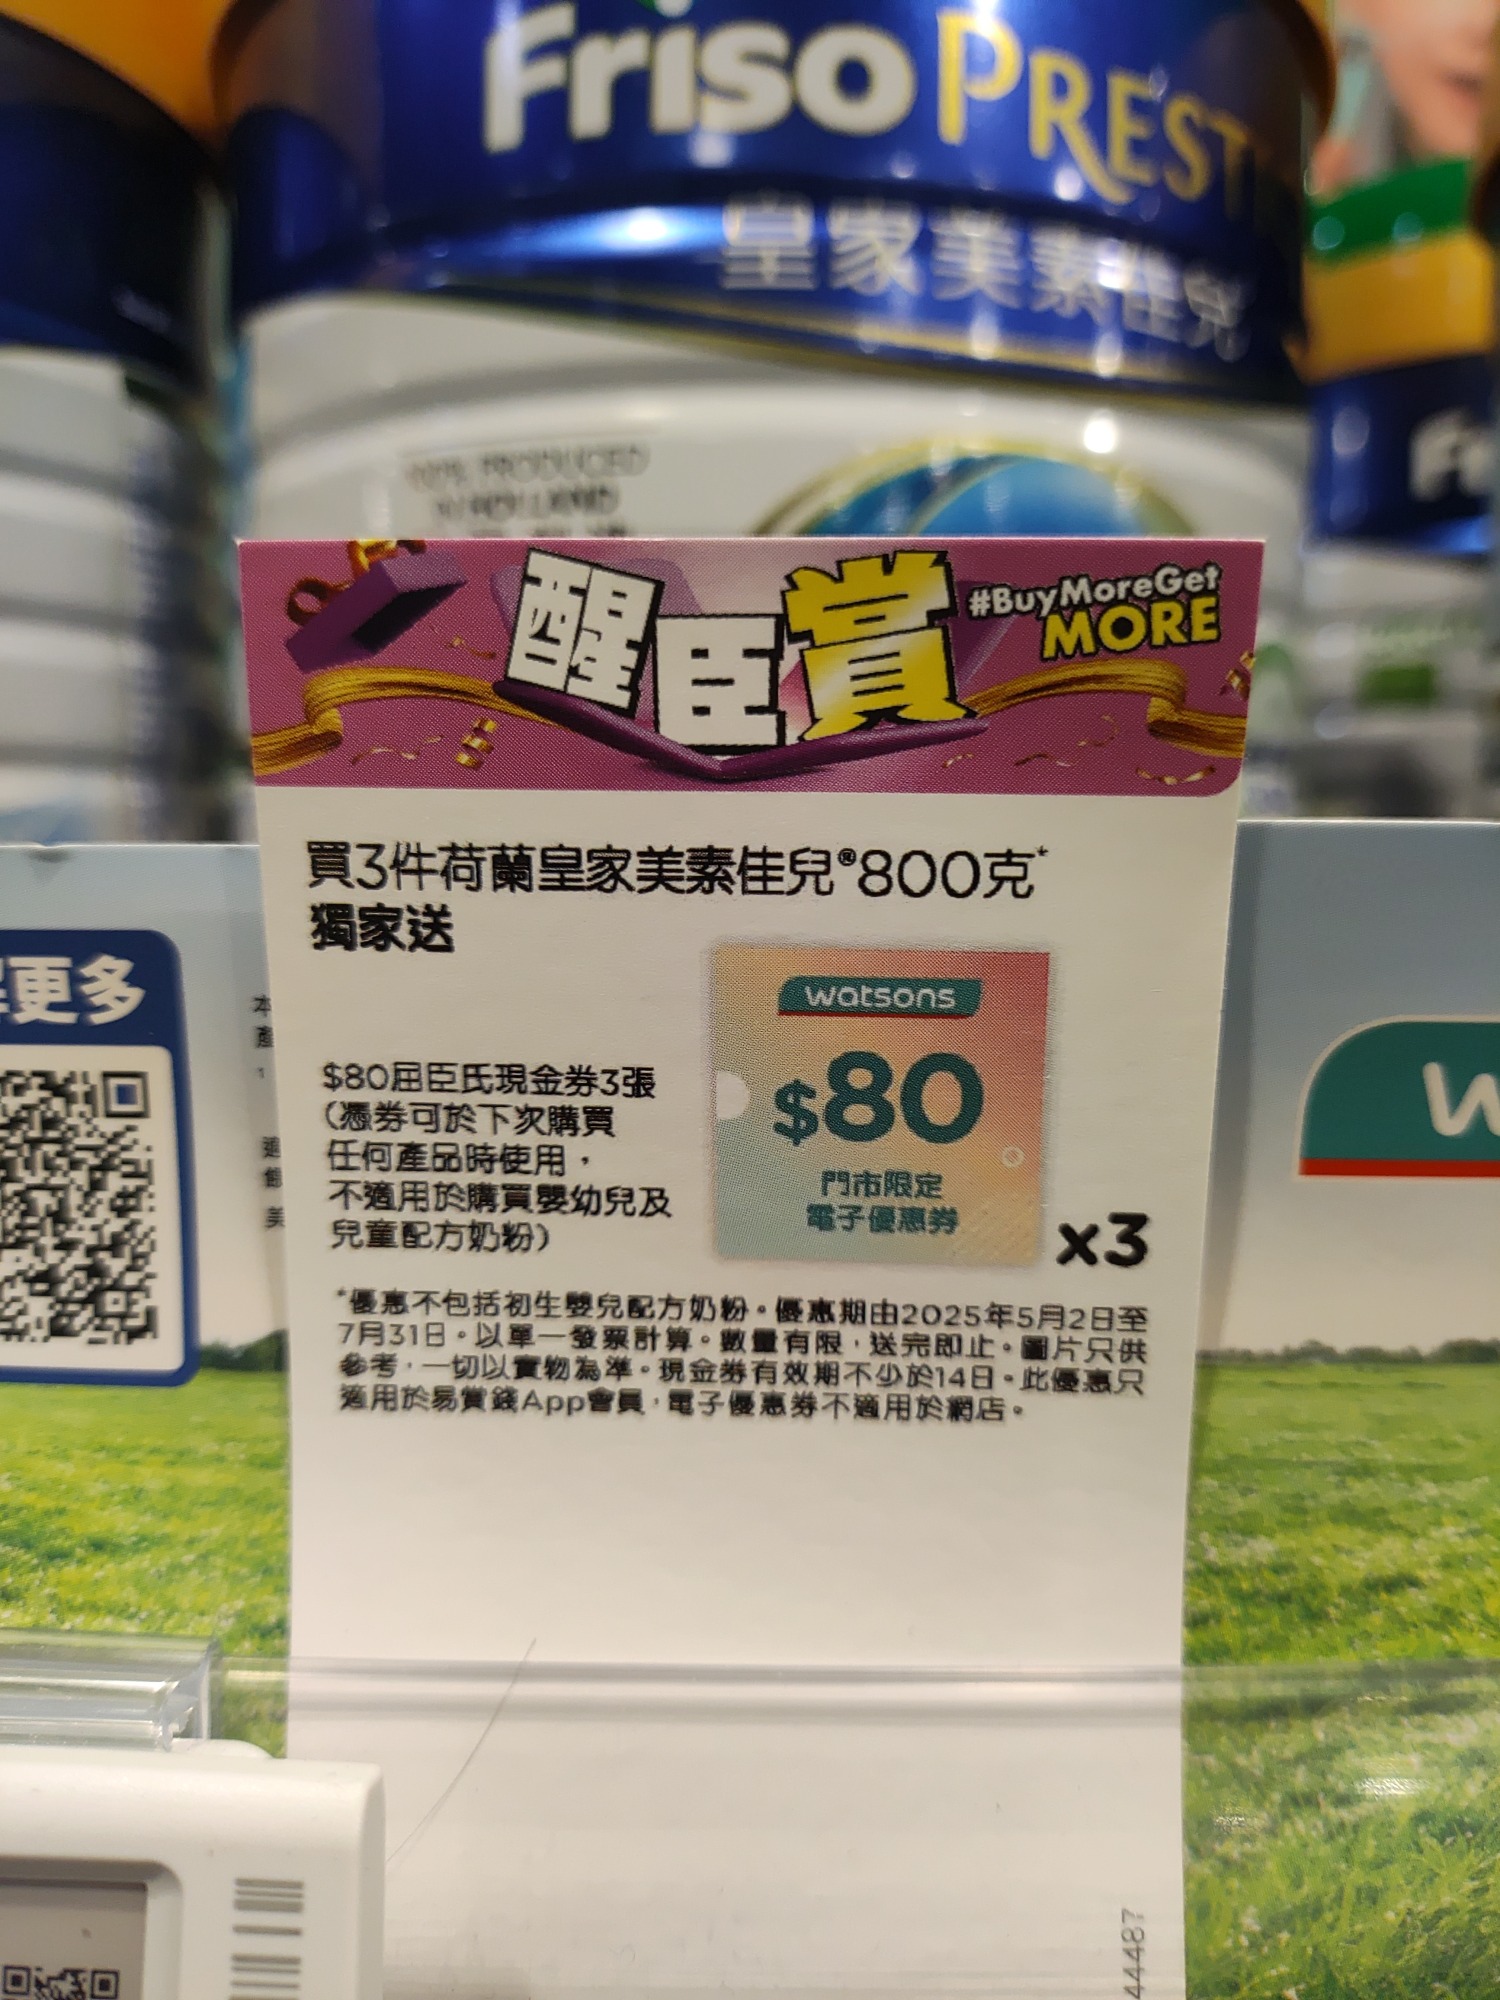 Friso PREST
皇家美素佳兒
100% PRODUCED
醒臣賞
#BuyMoreGet
MORE
買3件荷蘭皇家美素佳兒®800克*
獨家送
watsons
$80
門市限定
電子優惠券
x3
$80屈臣氏現金券3張
(憑券可於下次購買
任何產品時使用，
不適用於購買嬰幼兒及
兒童配方奶粉)
*優惠不包括初生嬰兒配方奶粉。優惠期由2025年5月2日至
7月31日。以單一發票計算。數量有限，送完即止。圖片只供
參考，一切以實物為準。現金券有效期不少於14日。此優惠只
適用於易賞錢App會員，電子優惠券不適用於網店。
更多
W
44487